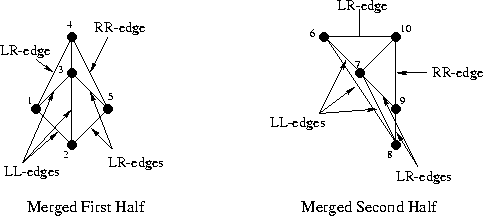 LR-edge
4
RR-edge
LR-edge
3
1
5
2
LL-edges
LR-edges
Merged First Half
6
10
7
RR-edge
9
LL-edges
8
LR-edges
Merged Second Half